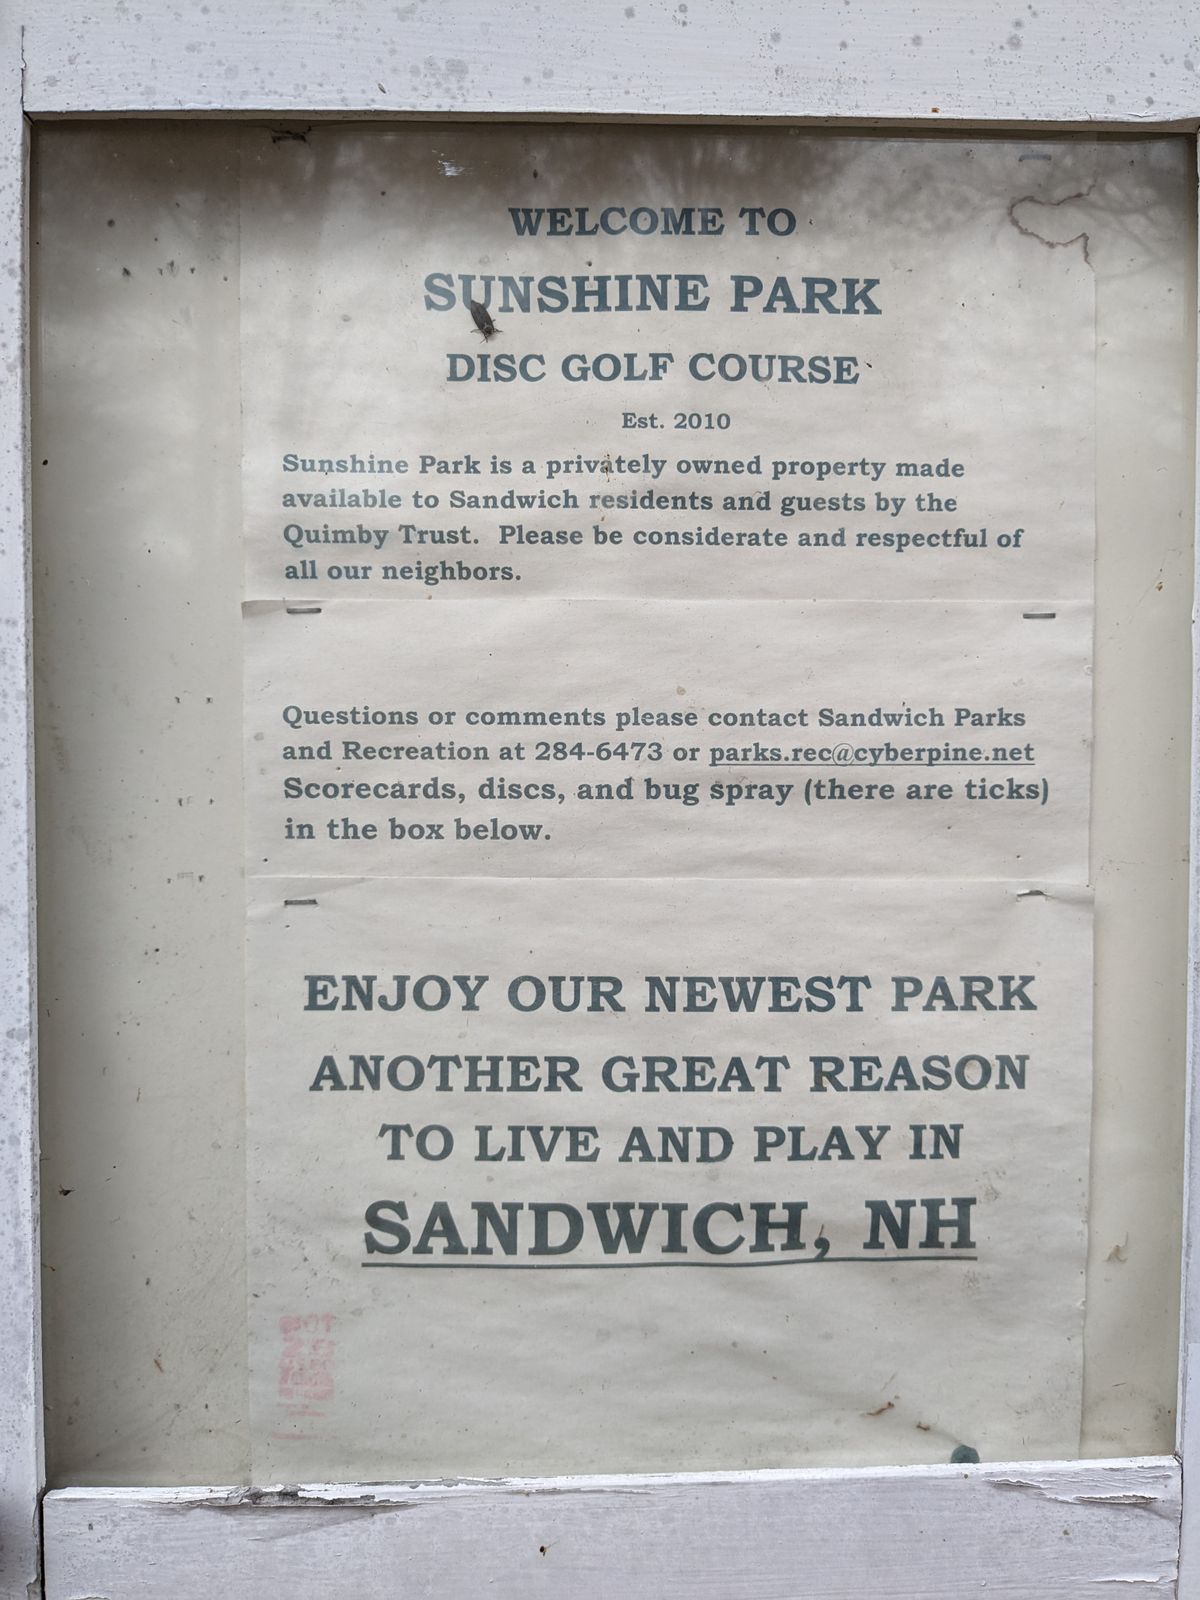 WELCOME TO
SUNSHINE PARK
DISC GOLF COURSE
Est. 2010
Sunshine Park is a privately owned property made
available to Sandwich residents and guests by the
Quimby Trust.  Please be considerate and respectful of
all our neighbors.
Questions or comments please contact Sandwich Parks
and Recreation at 284-6473 or parks.rec@cyberpine.net
Scorecards, discs, and bug spray (there are ticks)
in the box below.
ENJOY OUR NEWEST PARK
ANOTHER GREAT REASON
TO LIVE AND PLAY IN
SANDWICH, NH